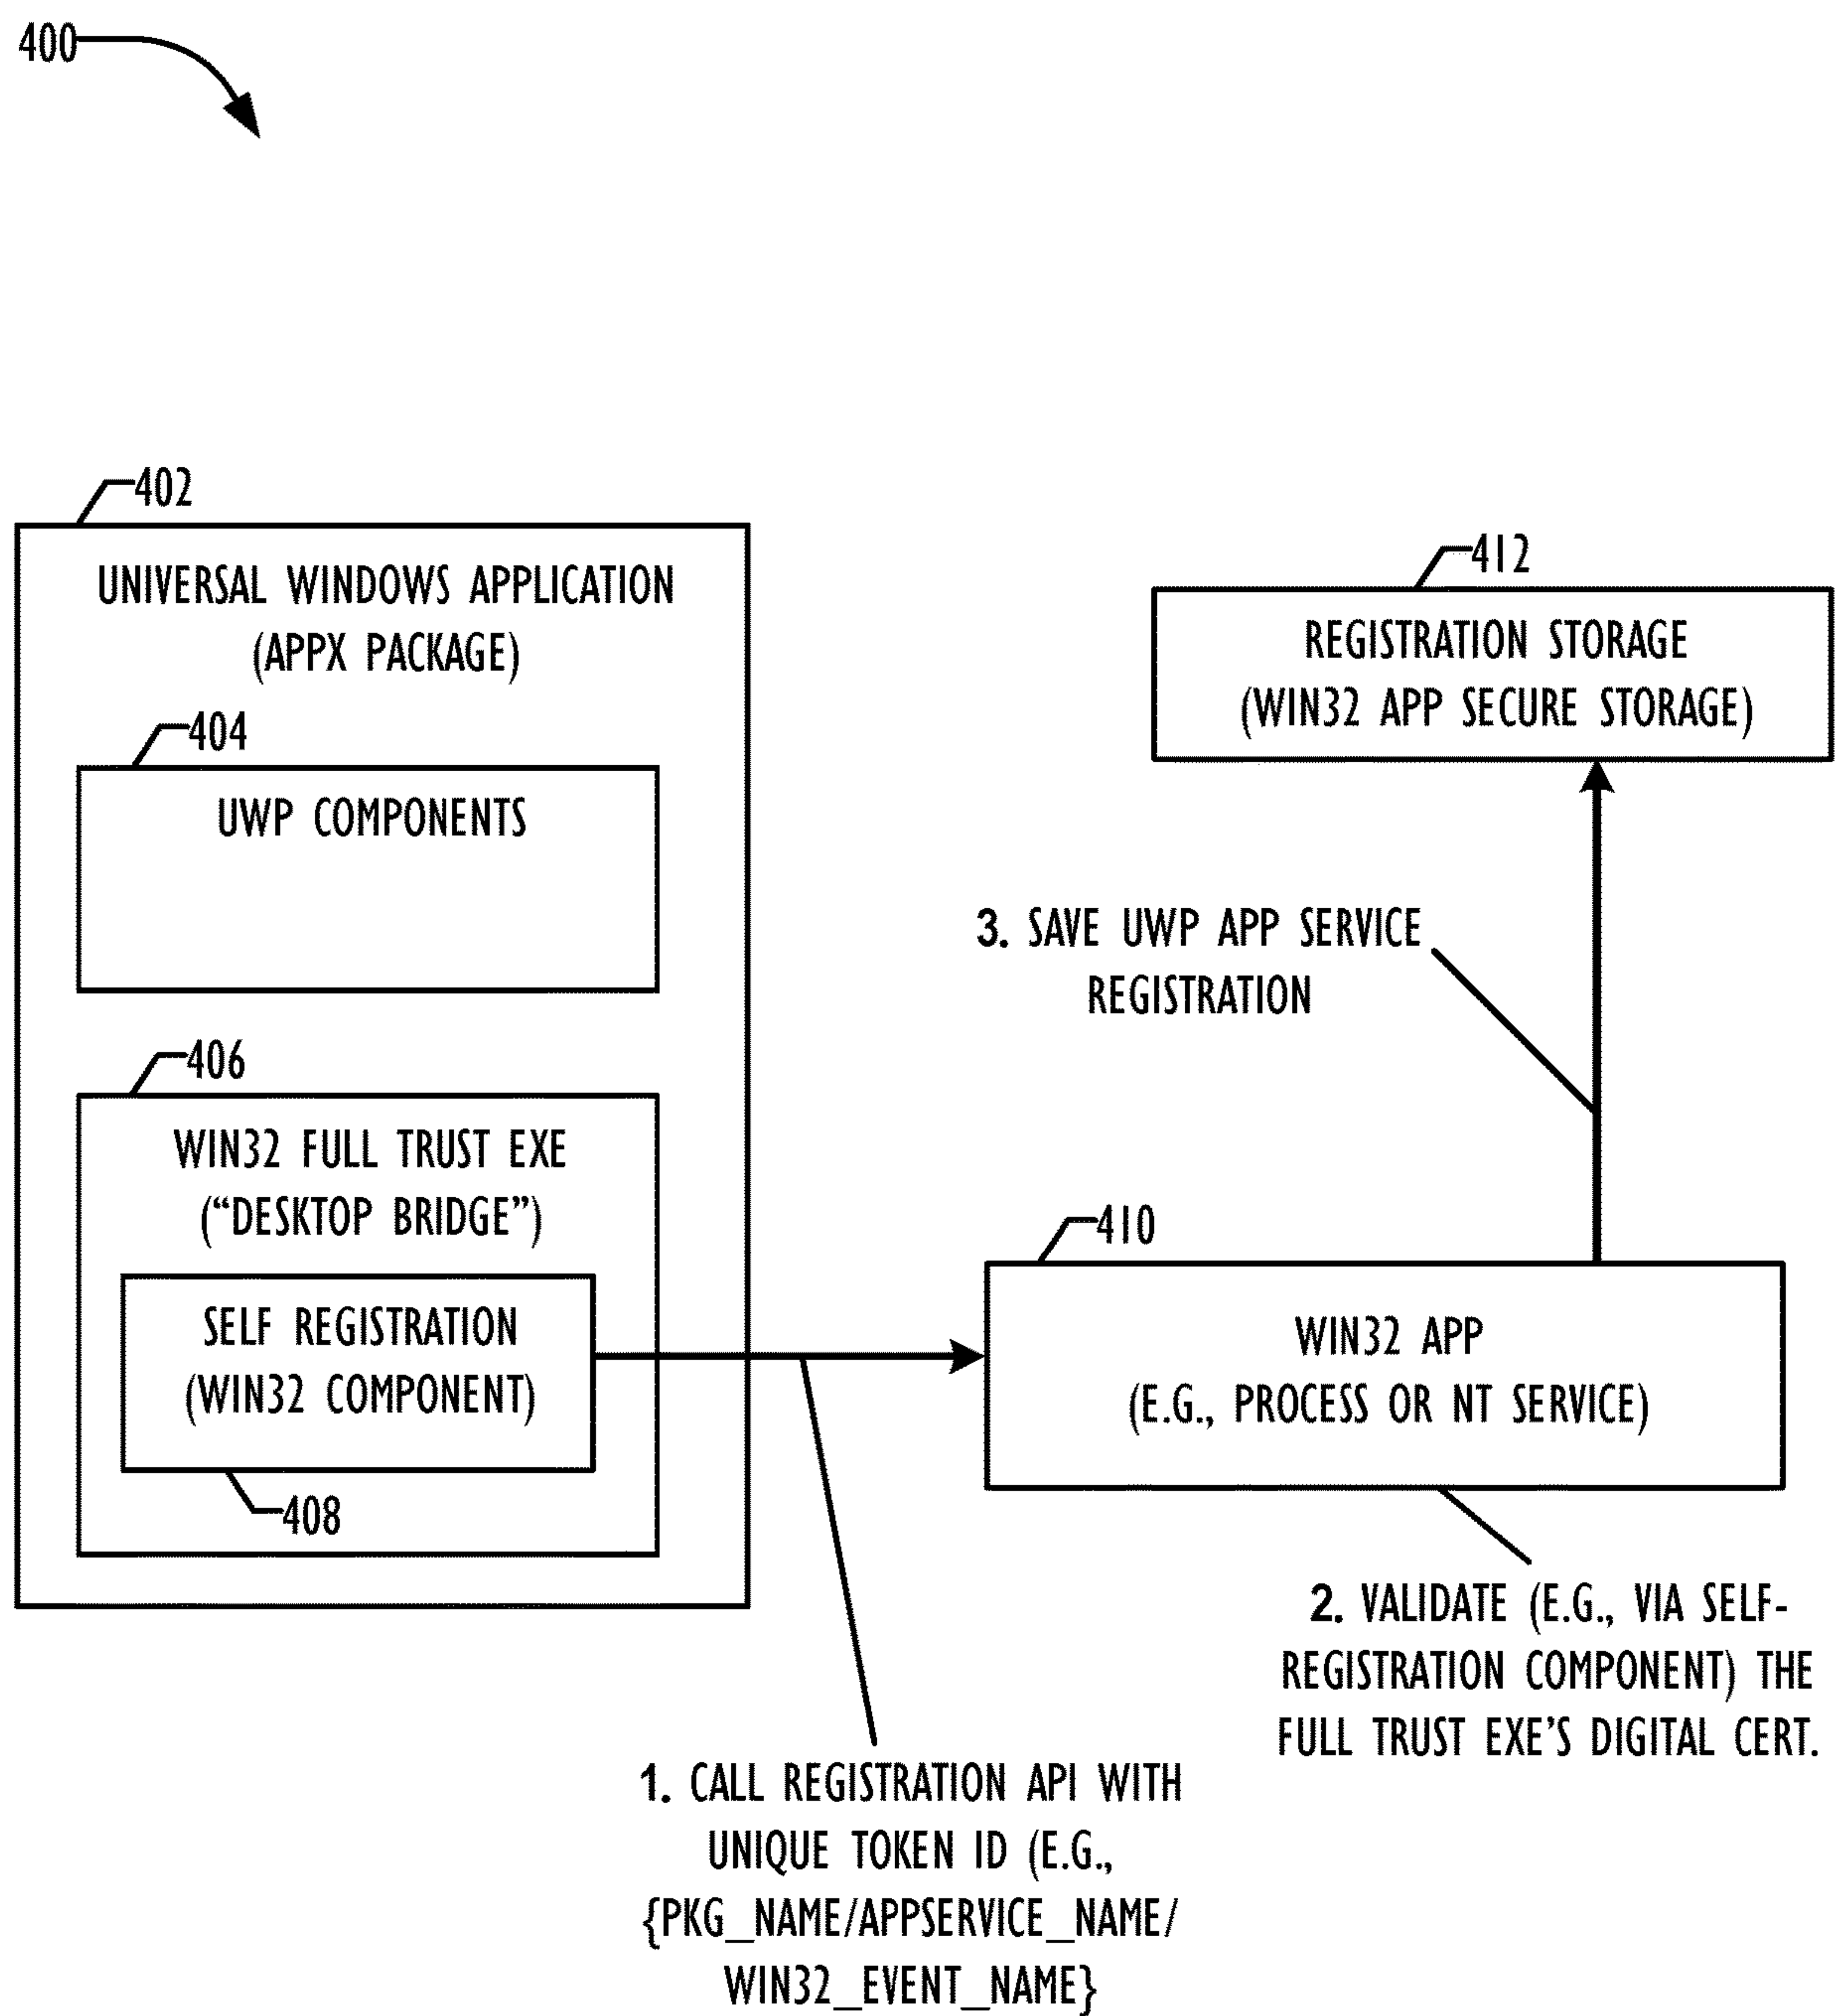 400
402
UNIVERSAL WINDOWS APPLICATION
(APPX PACKAGE)
404
UWP COMPONENTS
406
WIN32 FULL TRUST EXE
(“DESKTOP BRIDGE”)
SELF REGISTRATION
(WIN32 COMPONENT)
408
412
REGISTRATION STORAGE
(WIN32 APP SECURE STORAGE)
3. SAVE UWP APP SERVICE
REGISTRATION
410
WIN32 APP
(E.G., PROCESS OR NT SERVICE)
2. VALIDATE (E.G., VIA SELF-
REGISTRATION COMPONENT) THE
FULL TRUST EXE’S DIGITAL CERT.
1. CALL REGISTRATION API WITH
UNIQUE TOKEN ID (E.G.,
{PKG_NAME/APPSERVICE_NAME/
WIN32_EVENT_NAME}